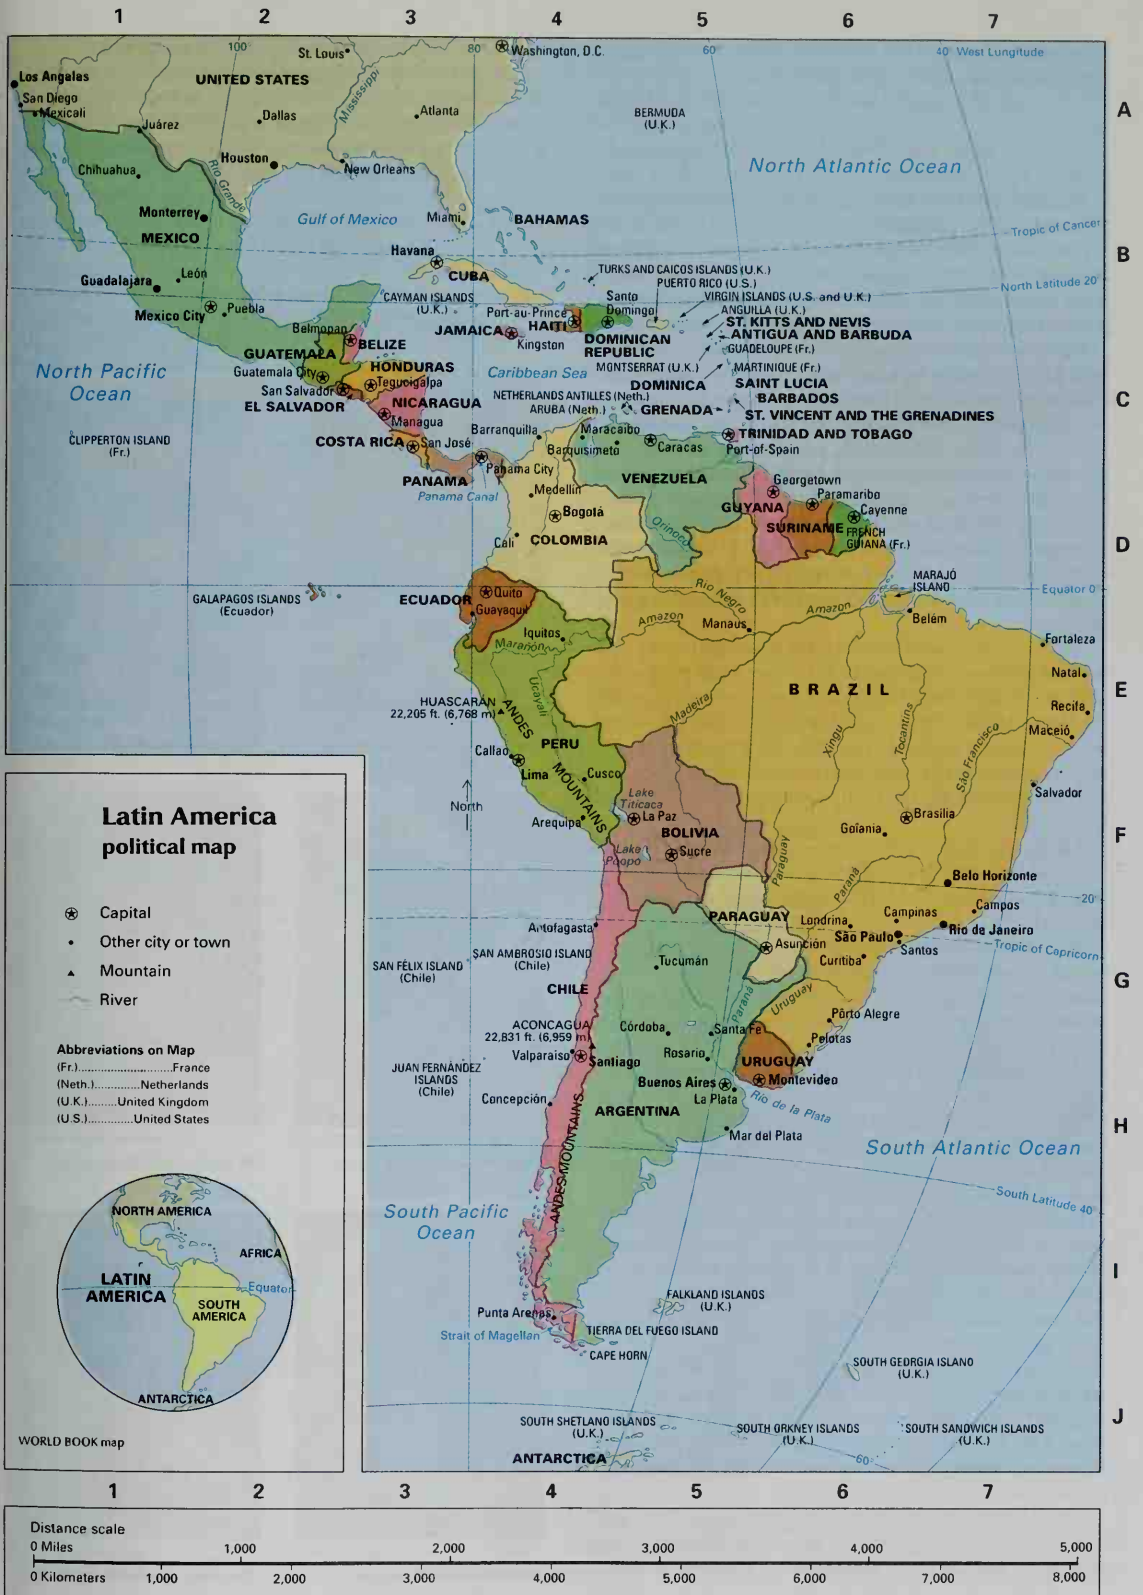 1 2 3 4 5 6 7
100 80 60 40 West Lungitude
St. Louis
Washington, D.C.
Los Angalas
UNITED STATES
San Diego
Mexicali
Mississippi
Atlanta
A
Juárez
Dallas
BERMUDA
(U.K.)
Houston
New Orleans
Chihuahua
Rio Grande
North Atlantic Ocean
Monterrey
MEXICO
Gulf of Mexico
Miami
BAHAMAS
Tropic of Cancer
B
Havana
CUBA
León
Guadalajara
TURKS AND CAICOS ISLANDS (U.K.)
PUERTO RICO (U.S.)
North Latitude 20°
Mexico City
Puebla
CAYMAN ISLANDS
(U.K.)
Port-au-Prince
HAITI
Santo
Domingo
VIRGIN ISLANDS (U.S. and U.K.)
ANGUILLA (U.K.)
ST. KITTS AND NEVIS
ANTIGUA AND BARBUDA
Belmopan
BELIZE
JAMAICA
Kingston
DOMINICAN
REPUBLIC
GUADELOUPE (Fr.)
GUATEMALA
HONDURAS
MONTSERRAT (U.K.)
MARTINIQUE (Fr.)
North Pacific
Ocean
Guatemala City
Tegucigalpa
Caribbean Sea
DOMINICA
SAINT LUCIA
San Salvador
NETHERLANDS ANTILLES (Neth.)
BARBADOS
EL SALVADOR
NICARAGUA
ARUBA (Neth.)
GRENADA
C
ST. VINCENT AND THE GRENADINES
Managua
CLIPPERTON ISLAND
(Fr.)
COSTA RICA
San José
Barranquilla
Maracaibo
Barquisimeto
Caracas
TRINIDAD AND TOBAGO
Port-of-Spain
PANAMA
Panama City
Panama Canal
VENEZUELA
Georgetown
Medellín
Paramaribo
GUYANA
Bogotá
Cayenne
SURINAME
FRENCH
GUIANA (Fr.)
Cali
COLOMBIA
Orinoco
D
GALAPAGOS ISLANDS
(Ecuador)
ECUADOR
Quito
Guayaquil
Rio Negro
MARAJÓ
ISLAND
Equator 0
Amazon
Manaus
Amazon
Belém
Iquitos
Marañón
Fortaleza
Natal
E
HUASCARÁN
22,205 ft. (6,768 m)
Ucayali
Madeira
BRAZIL
Recifa
Maceió
Xingu
Tocantins
São Francisco
PERU
ANDES MOUNTAINS
Callao
Lima
Cusco
Salvador
North
Lake
Titicaca
La Paz
Arequipa
Brasília
Goîania
BOLIVIA
F
Lake
Poopo
Sucre
Paraguay
Paraná
Belo Horizonte
20°
PARAGUAY
Londrina
Campinas
Campos
Antofagasta
São Paulo
Rio de Janeiro
Asunción
Santos
Tropic of Capricorn
SAN FÉLIX ISLAND
(Chile)
SAN AMBROSIO ISLAND
(Chile)
Tucumán
Curitiba
G
CHILE
Paraná
Uruguay
ACONCAGUA
22,831 ft. (6,959 m)
Córdoba
Santa Fe
Pôrto Alegre
Pelotas
Valparaíso
Santiago
Rosario
URUGUAY
JUAN FERNÁNDEZ
ISLANDS
(Chile)
Buenos Aires
Montevideo
Concepción
La Plata
Río de la Plata
ARGENTINA
Mar del Plata
H
South Atlantic Ocean
ANDES MOUNTAINS
South Latitude 40°
South Pacific
Ocean
I
FALKLAND ISLANDS
(U.K.)
Punta Arenas
Strait of Magellan
TIERRA DEL FUEGO ISLAND
CAPE HORN
SOUTH GEORGIA ISLAND
(U.K.)
J
SOUTH SHETLANO ISLANDS
(U.K.)
SOUTH ORKNEY ISLANDS
(U.K.)
SOUTH SANDWICH ISLANDS
(U.K.)
ANTARCTICA
60°
Latin America
political map
Capital
Other city or town
Mountain
River
Abbreviations on Map
(Fr.)..........................France
(Neth.).............Netherlands
(U.K.)........United Kingdom
(U.S.).............United States
NORTH AMERICA
AFRICA
LATIN
AMERICA
Equator
SOUTH
AMERICA
ANTARCTICA
WORLD BOOK map
1 2 3 4 5 6 7
Distance scale
0 Miles 1,000 2,000 3,000 4,000 5,000
0 Kilometers 1,000 2,000 3,000 4,000 5,000 6,000 7,000 8,000